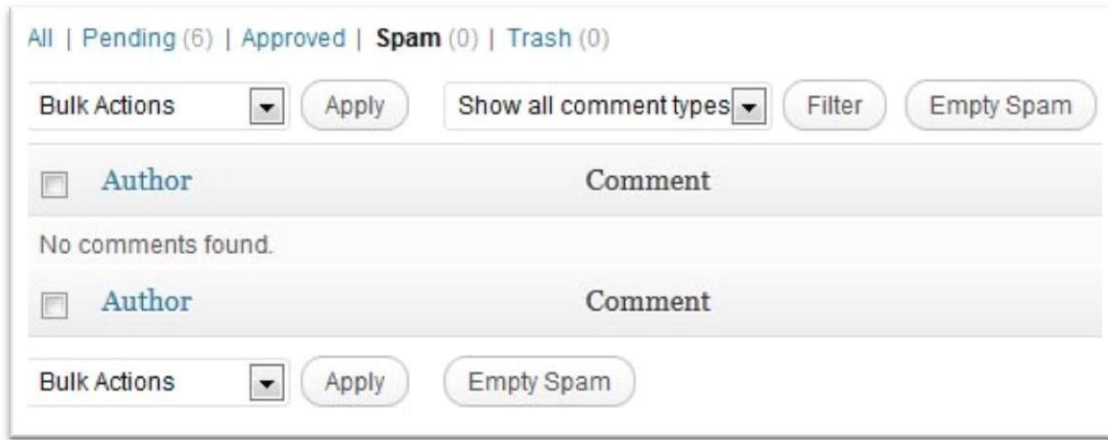 All | Pending (6) | Approved | Spam (0) | Trash (0)
Bulk Actions Apply Show all comment types Filter Empty Spam
Author Comment
No comments found.
Author Comment
Bulk Actions Apply Empty Spam